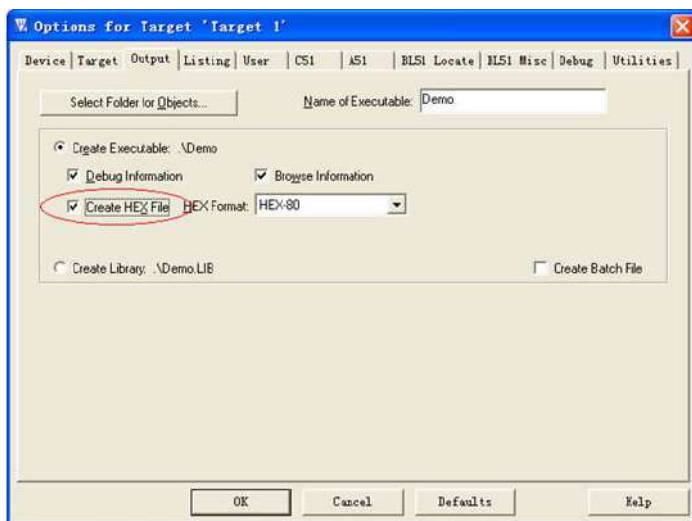 Options for Target 'Target 1'
Device Target Output Listing User C51 A51 BL51 Locate BL51 Misc Debug Utilities
Select Folder for Objects...
Name of Executable: Demo
Create Executable: .\Demo
Debug Information
Browse Information
Create HEX File
HEX Format: HEX-80
Create Library: .\Demo.LIB
Create Batch File
OK
Cancel
Defaults
Help